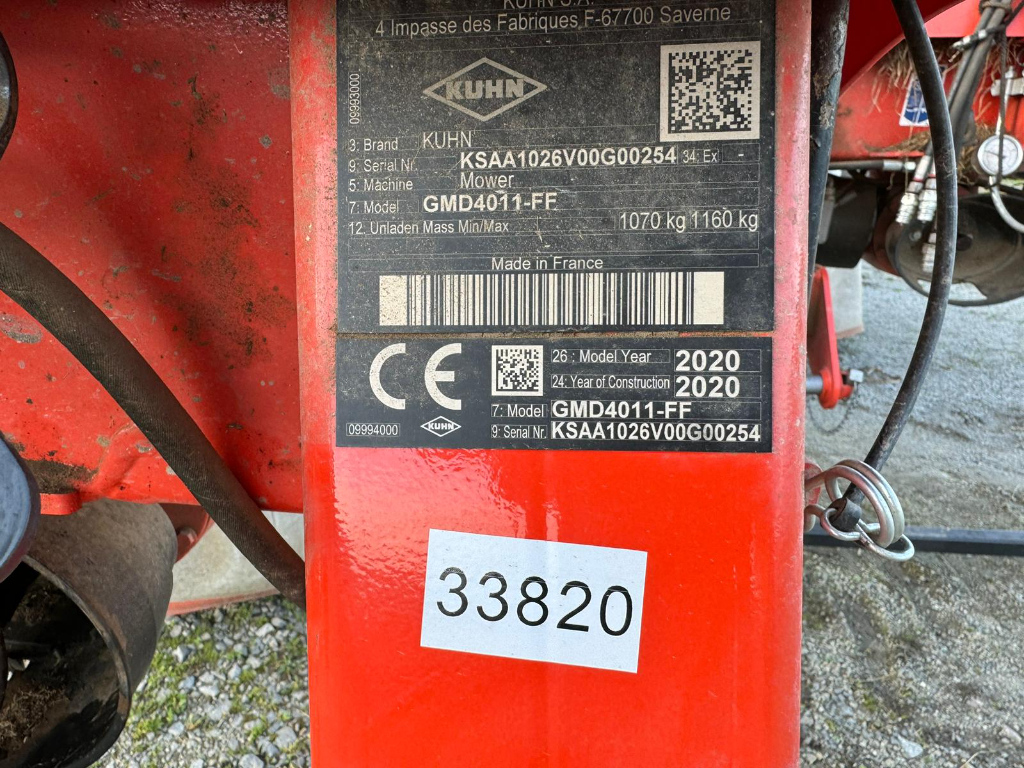 KUHN S.A.
4 Impasse des Fabriques F-67700 Saverne
KUHN
09993000
3: Brand KUHN
9: Serial Nr. KSAA1026V00G00254 34: Ex -
5: Machine Mower
7: Model GMD4011-FF
12. Unladen Mass Min/Max 1070 kg 1160 kg
Made in France
CE
26 : Model Year 2020
24: Year of Construction 2020
7: Model GMD4011-FF
9: Serial Nr. KSAA1026V00G00254
09994000
KUHN
33820